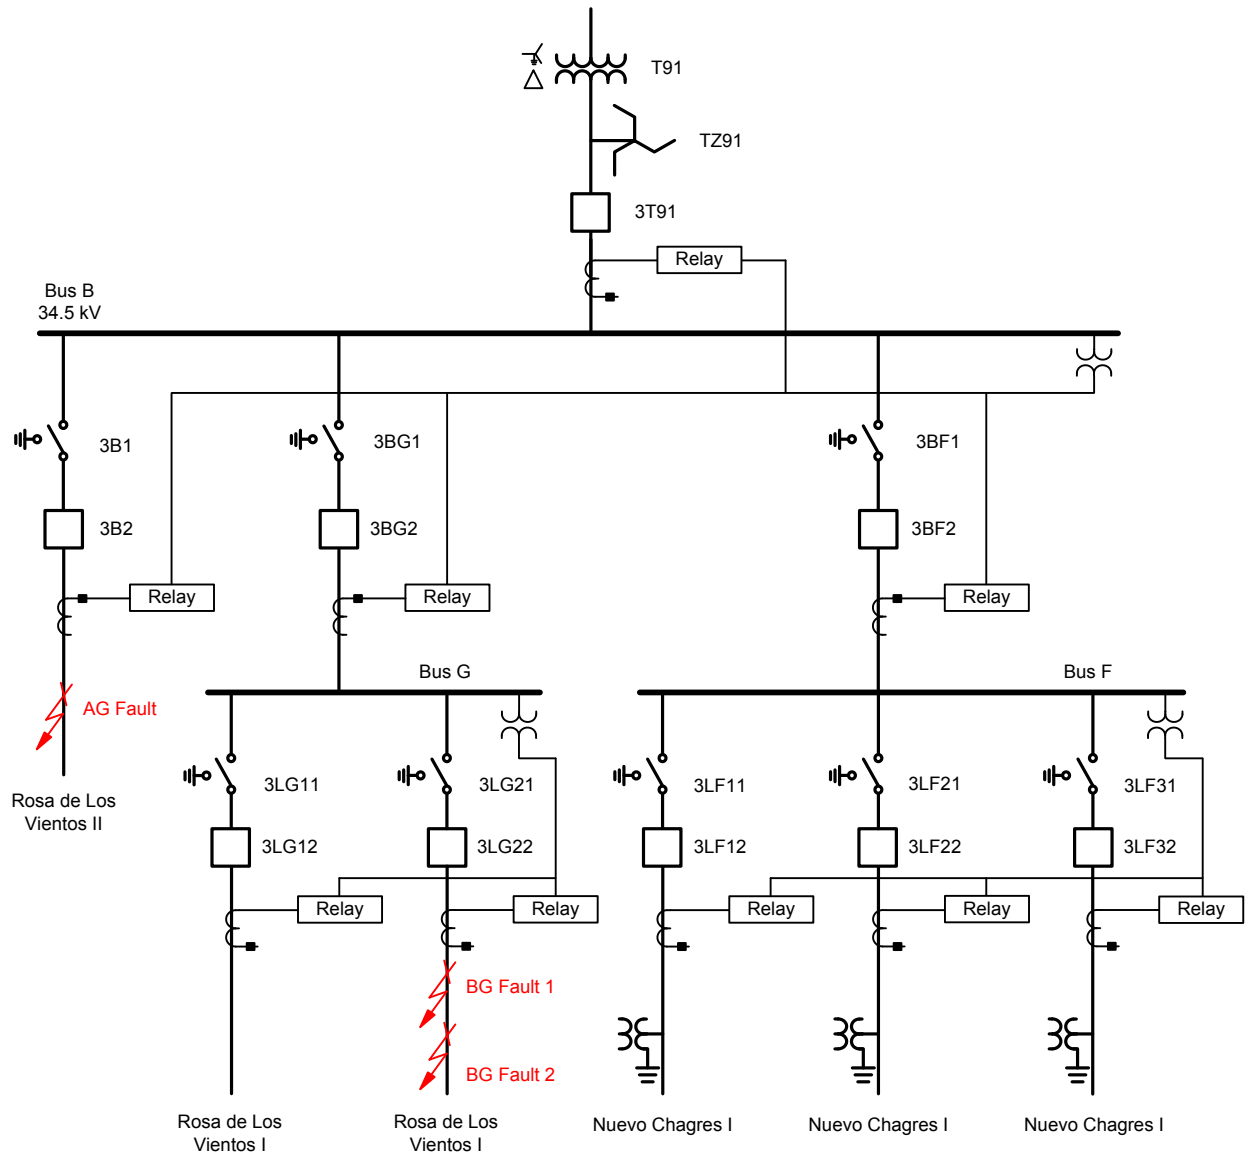 T91
TZ91
3T91
Relay
Bus B
34.5 kV
3B1
3BG1
3BF1
3B2
3BG2
3BF2
Relay
Relay
Relay
Bus G
Bus F
AG Fault
3LG11
3LG21
3LF11
3LF21
3LF31
Rosa de Los
Vientos II
3LG12
3LG22
3LF12
3LF22
3LF32
Relay
Relay
Relay
Relay
Relay
BG Fault 1
BG Fault 2
Rosa de Los
Vientos I
Rosa de Los
Vientos I
Nuevo Chagres I
Nuevo Chagres I
Nuevo Chagres I